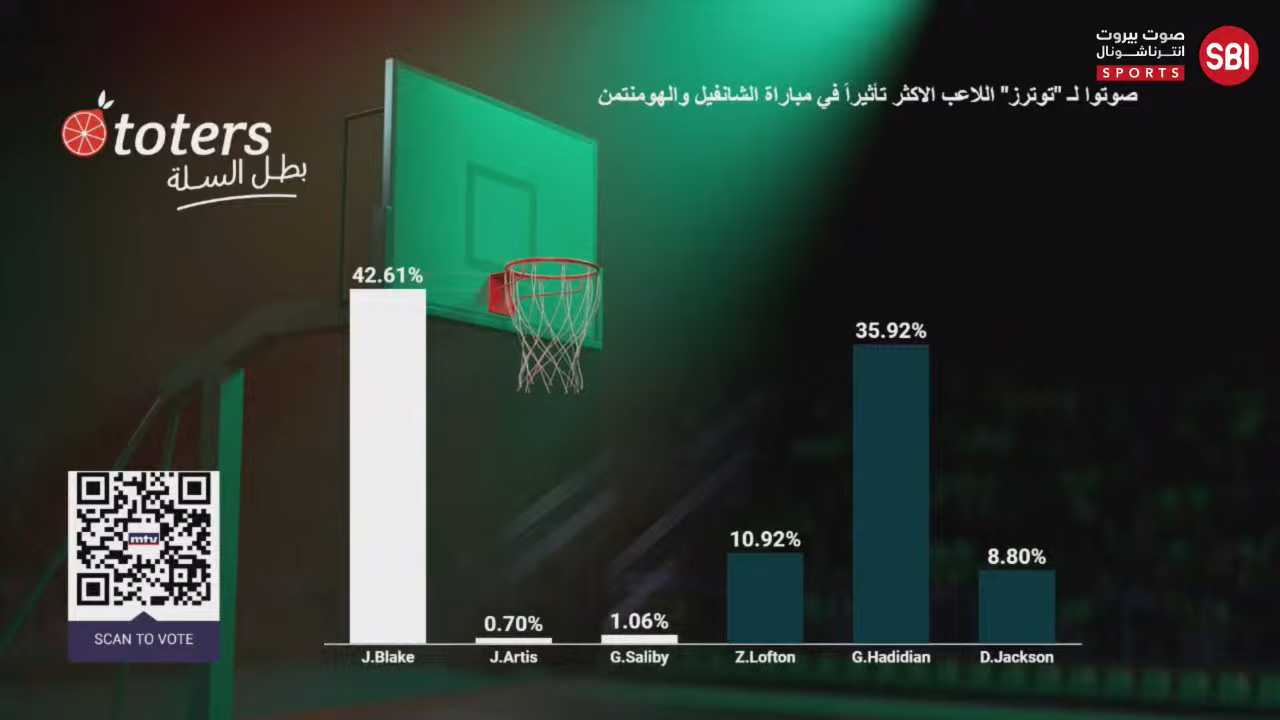 صوت بيروت
انترناشونال
SPORTS
SBI
صوتوا لـ "توترز" اللاعب الاكثر تأثيراً في مباراة الشانفيل والهومنتمن
toters
بطل السلة
42.61%
35.92%
10.92%
8.80%
0.70%
1.06%
mtv
SCAN TO VOTE
J.Blake J.Artis G.Saliby Z.Lofton G.Hadidian D.Jackson